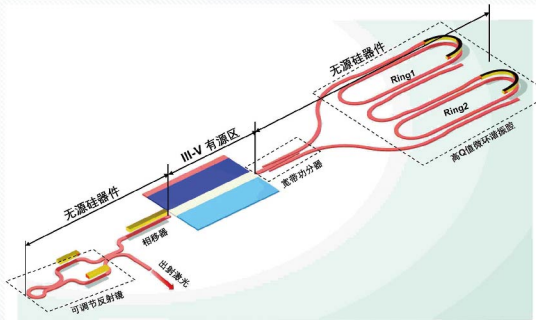 无源硅器件
Ring1
Ring2
III-V 有源区
高Q值微环谐振腔
宽带功分器
无源硅器件
相移器
出射激光
可调节反射镜